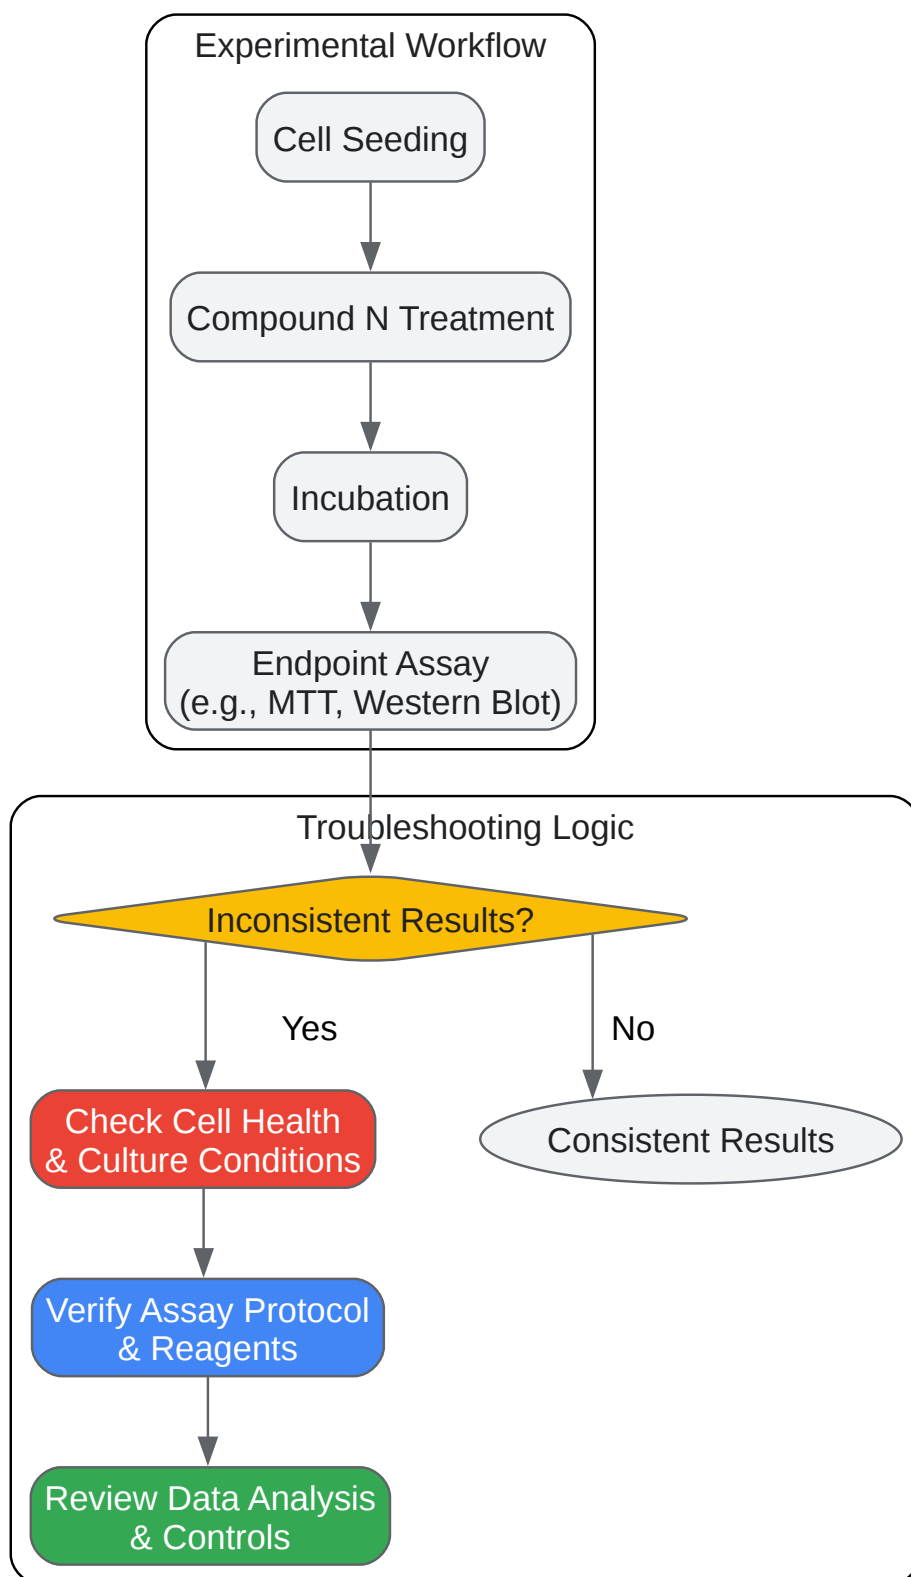 Experimental Workflow
Cell Seeding
Compound N Treatment
Incubation
Endpoint Assay
(e.g., MTT, Western Blot)
Troubleshooting Logic
Inconsistent Results?
Yes
No
Check Cell Health
& Culture Conditions
Consistent Results
Verify Assay Protocol
& Reagents
Review Data Analysis
& Controls